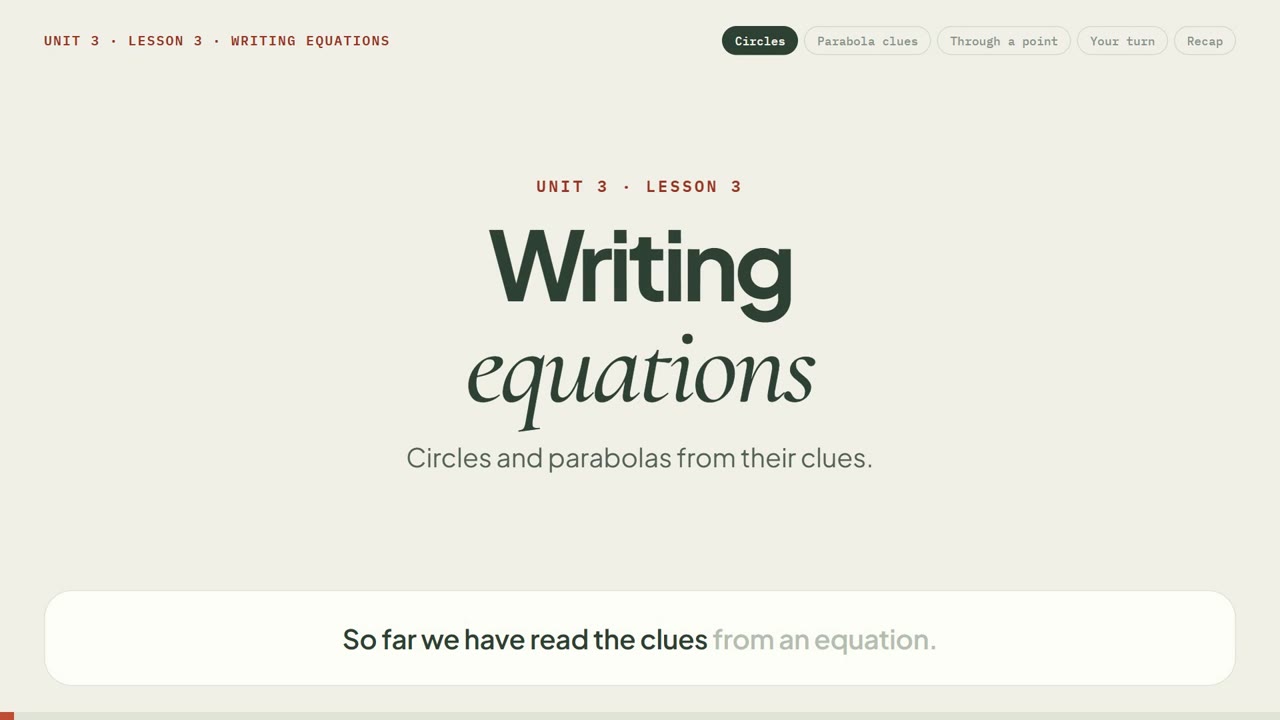 UNIT 3 · LESSON 3 · WRITING EQUATIONS
Circles
Parabola clues
Through a point
Your turn
Recap
UNIT 3 · LESSON 3
Writing
equations
Circles and parabolas from their clues.
So far we have read the clues from an equation.